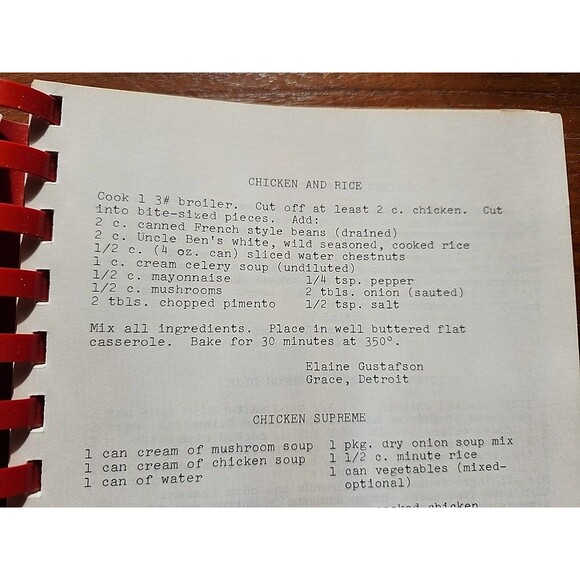 CHICKEN AND RICE
Cook 1 3# broiler. Cut off at least 2 c. chicken. Cut
into bite-sized pieces. Add:
2 c. canned French style beans (drained)
2 c. Uncle Ben's white, wild seasoned, cooked rice
1/2 c. (4 oz. can) sliced water chestnuts
1 c. cream celery soup (undiluted)
1/2 c. mayonnaise 1/4 tsp. pepper
1/2 c. mushrooms 2 tbls. onion (sauted)
2 tbls. chopped pimento 1/2 tsp. salt
Mix all ingredients. Place in well buttered flat
casserole. Bake for 30 minutes at 350°.
Elaine Gustafson
Grace, Detroit
CHICKEN SUPREME
1 can cream of mushroom soup 1 pkg. dry onion soup mix
1 can cream of chicken soup 1 1/2 c. minute rice
1 can of water 1 can vegetables (mixed-
optional)
cooked chicken